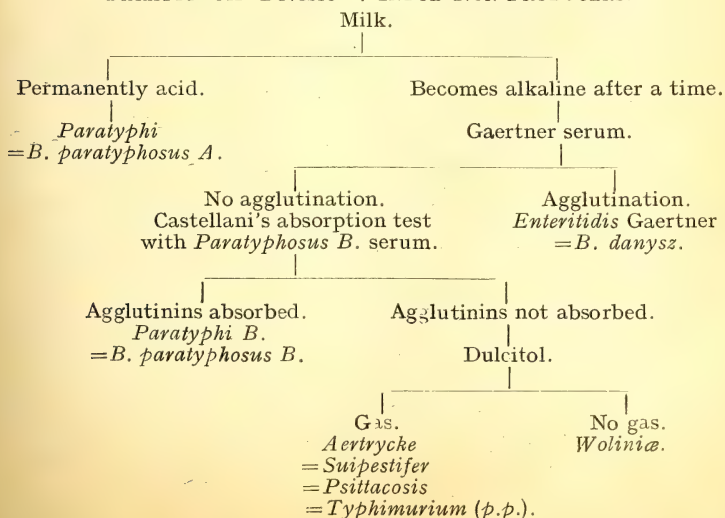 Milk.
Permanently acid. Becomes alkaline after a time.
Paratyphi Gaertner serum.
=B. paratyphosus A.
No agglutination. Agglutination.
Castellani's absorption test Enteritidis Gaertner
with Paratyphosus B. serum. =B. danysz.
Agglutinins absorbed. Agglutinins not absorbed.
Paratyphi B. Dulcitol.
=B. paratyphosus B.
Gas. No gas.
Aertrycke Woliniæ.
=Suipestifer
=Psittacosis
=Typhimurium (p.p.).